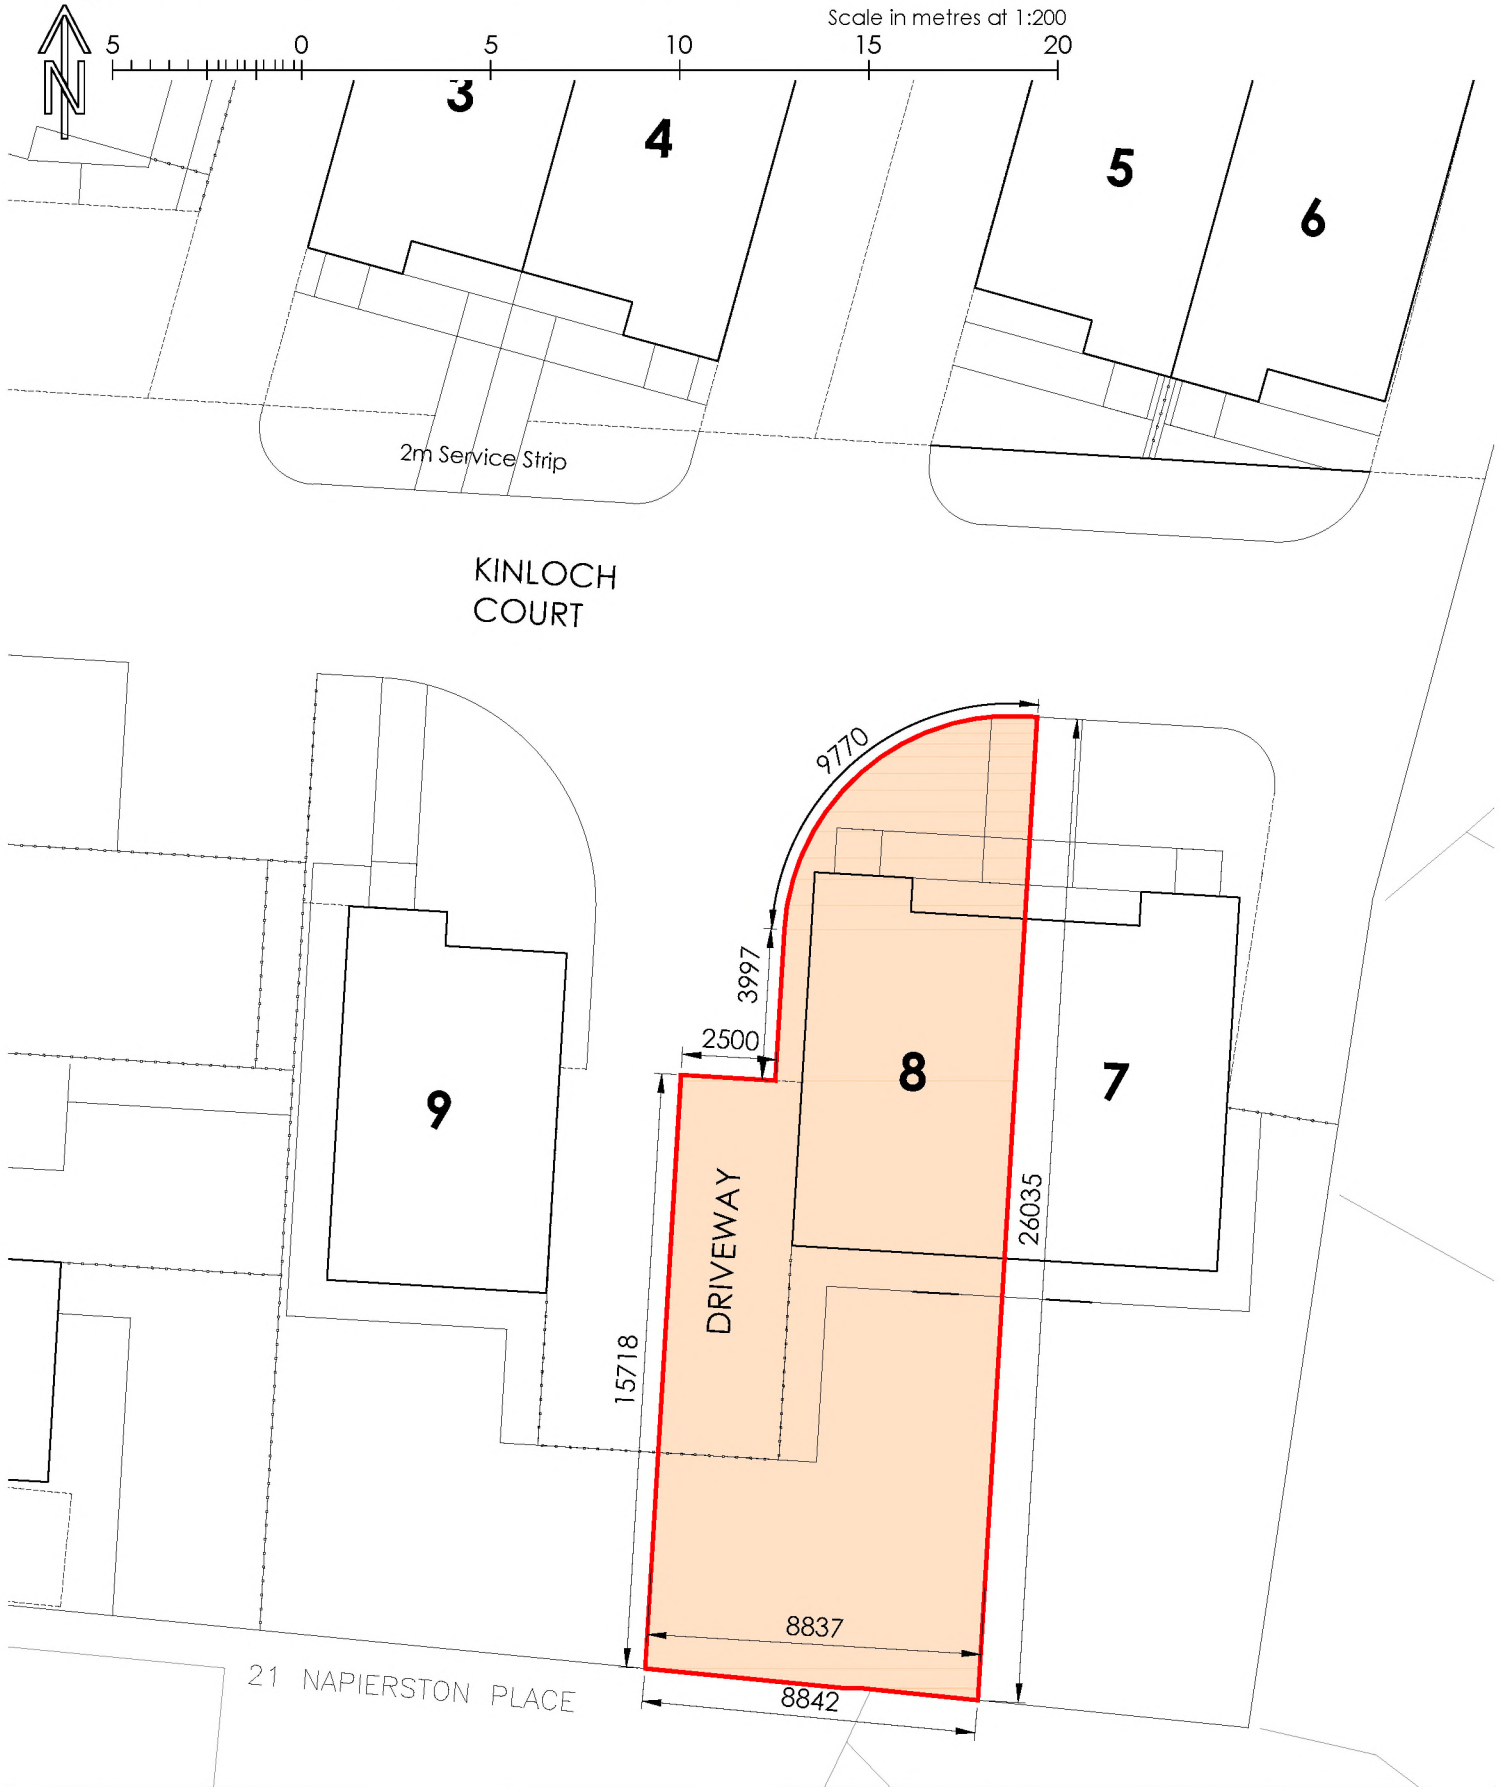 Scale in metres at 1:200
5 0 5 10 15 20
N
3
4
5
6
2m Service Strip
KINLOCH
COURT
9770
3997
2500
8
7
9
DRIVEWAY
26035
15718
8837
8842
21 NAPIERSTON PLACE